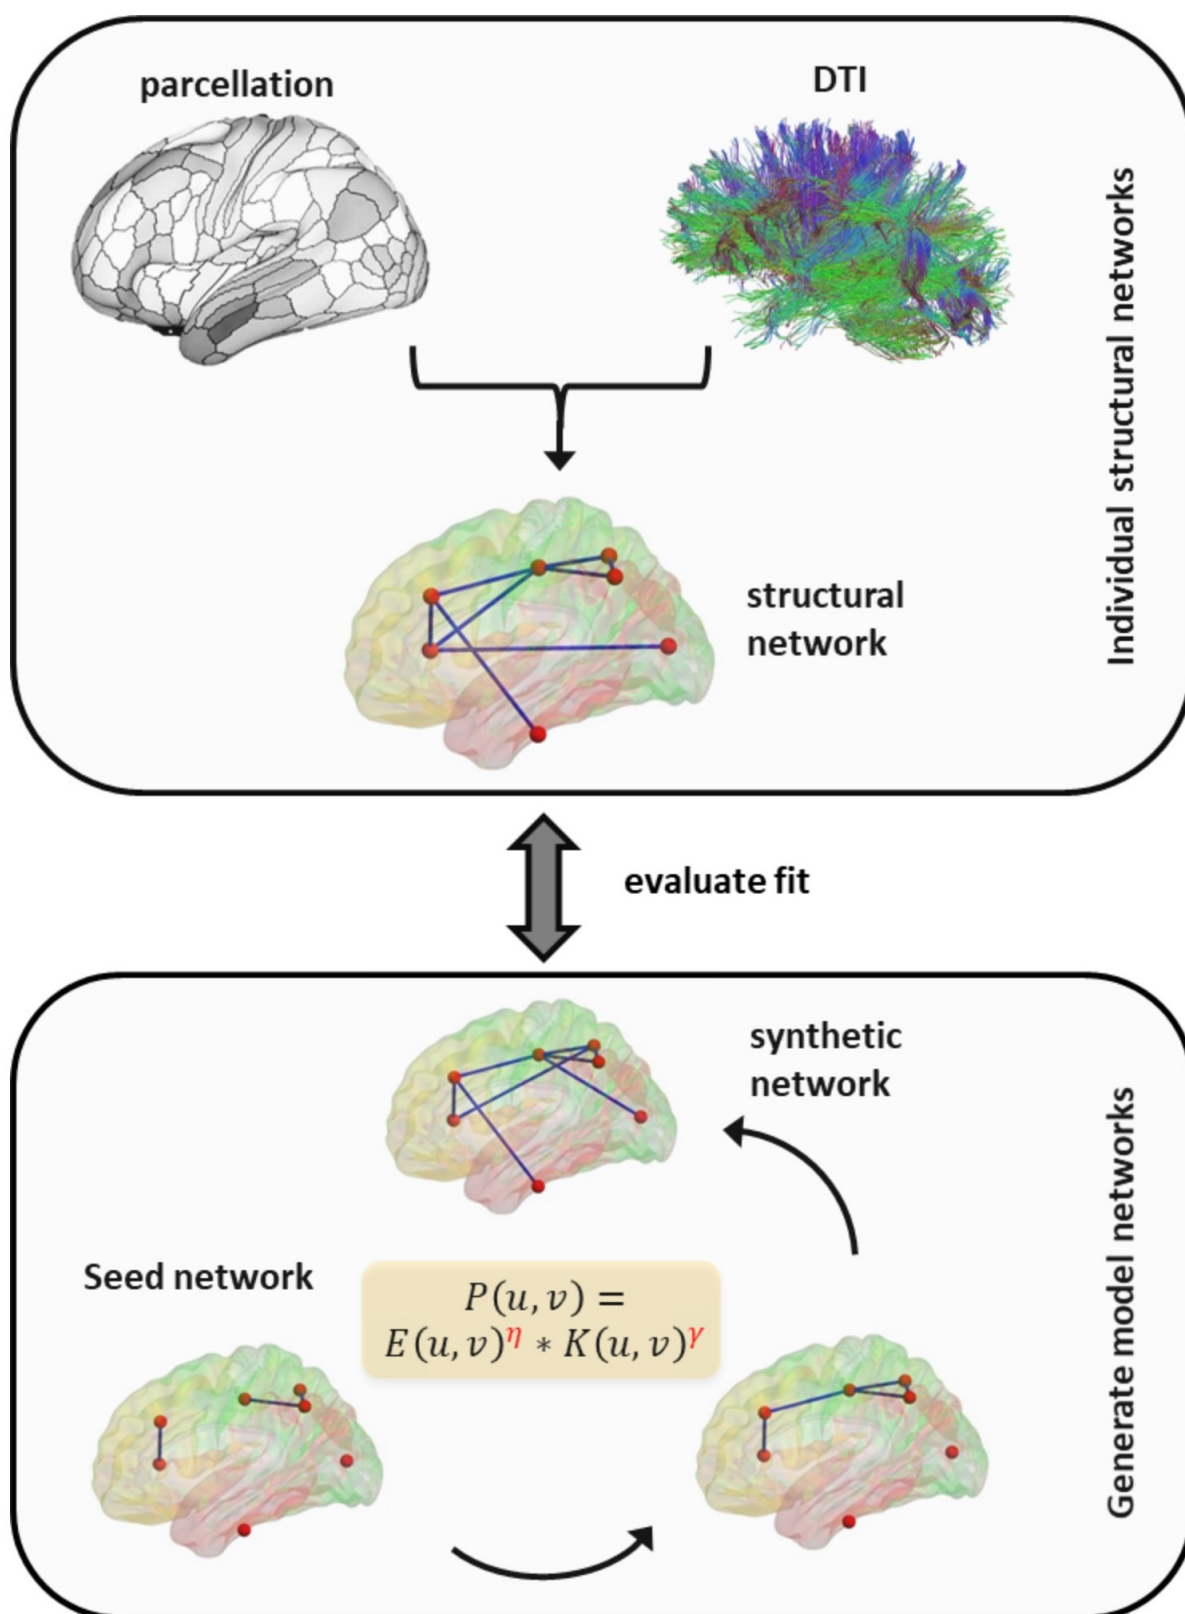 parcellation
DTI
Individual structural networks
structural
network
evaluate fit
synthetic
network
Generate model networks
Seed network
P(u, v) =
E(u, v)^η * K(u, v)^γ